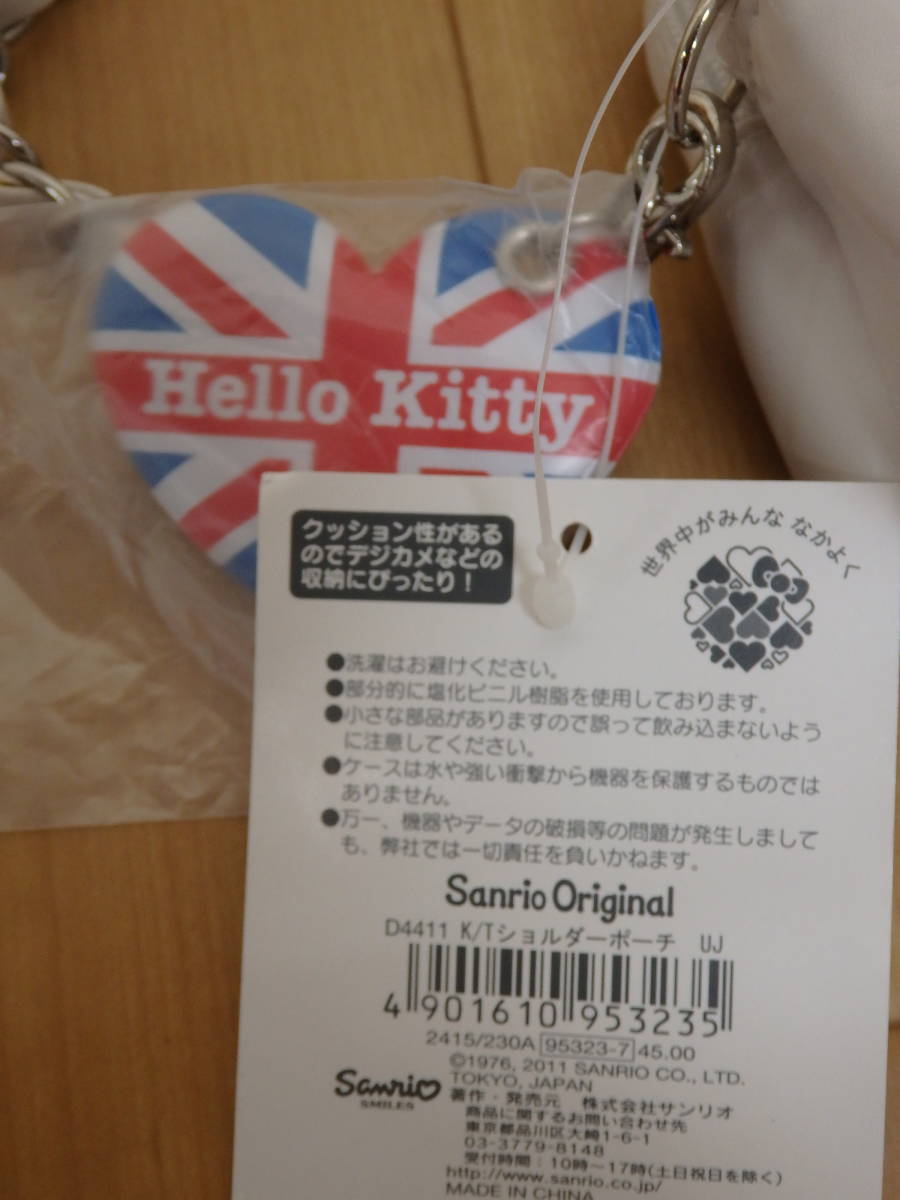 Hello Kitty
クッション性がある
のでデジカメなどの
収納にぴったり！
世界中がみんな なかよく
●洗濯はお避けください。
●部分的に塩化ビニル樹脂を使用しております。
●小さな部品がありますので誤って飲み込まないよう
に注意してください。
●ケースは水や強い衝撃から機器を保護するものでは
ありません。
●万一、機器やデータの破損等の問題が発生しまして
も、弊社では一切責任を負いかねます。
Sanrio Original
D4411 K/Tショルダーポーチ UJ
4 901610 953235
2415/230A 95323-7 45.00
©1976, 2011 SANRIO CO., LTD.
TOKYO, JAPAN
Sanrio
SMILES
著作・発売元 株式会社サンリオ
商品に関するお問い合わせ先
東京都品川区大崎1-6-1
03-3779-8148
受付時間：10時〜17時(土日祝日を除く)
http://www.sanrio.co.jp/
MADE IN CHINA